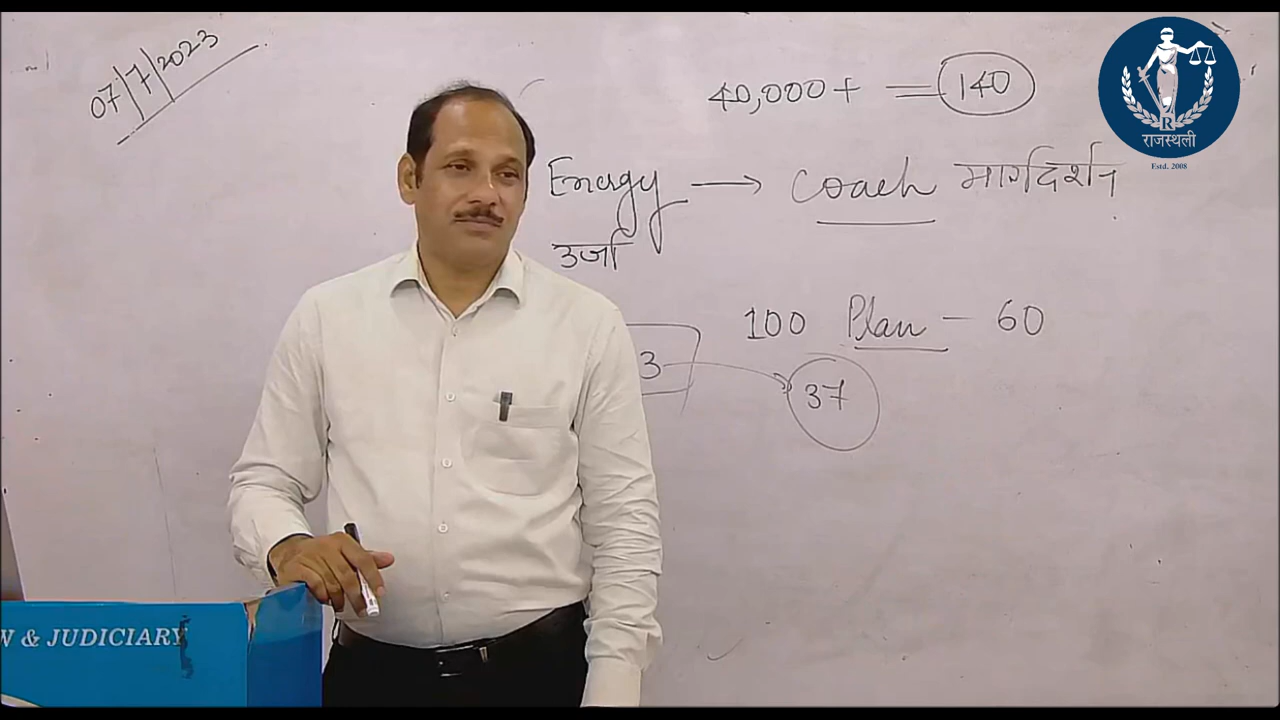 07/7/2023
40,000+ = 140
Energy → coach मार्गदर्शन
उर्जा
100 Plan - 60
3 → 37
W & JUDICIARY
R
राजस्थली
Estd. 2008